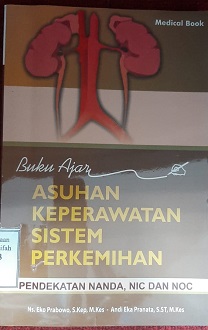 Medical Book
Buku Ajar
ASUHAN
KEPERAWATAN
SISTEM
PERKEMIHAN
PENDEKATAN NANDA, NIC DAN NOC
Ns. Eko Prabowo, S.Kep, M.Kes - Andi Eka Pranata, S.ST, M.Kes